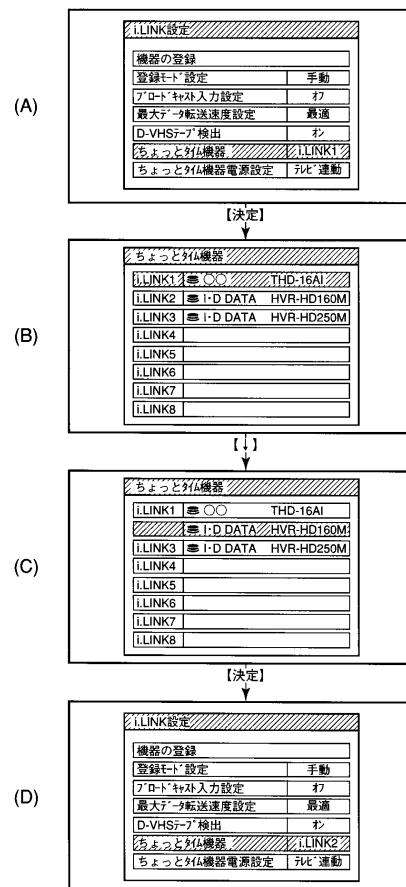 (A)
i.LINK設定
機器の登録
登録モード設定 手動
ブロードキャスト入力設定 オフ
最大データ転送速度設定 最適
D-VHSテープ検出 オン
ちょっとタイム機器 i.LINK1
ちょっとタイム機器電源設定 テレビ連動
【決定】
(B)
ちょっとタイム機器
i.LINK1 ○○ THD-16AI
i.LINK2 I・D DATA HVR-HD160M
i.LINK3 I・D DATA HVR-HD250M
i.LINK4
i.LINK5
i.LINK6
i.LINK7
i.LINK8
【↓】
(C)
ちょっとタイム機器
i.LINK1 ○○ THD-16AI
I・D DATA HVR-HD160M
i.LINK3 I・D DATA HVR-HD250M
i.LINK4
i.LINK5
i.LINK6
i.LINK7
i.LINK8
【決定】
(D)
i.LINK設定
機器の登録
登録モード設定 手動
ブロードキャスト入力設定 オフ
最大データ転送速度設定 最適
D-VHSテープ検出 オン
ちょっとタイム機器 i.LINK2
ちょっとタイム機器電源設定 テレビ連動